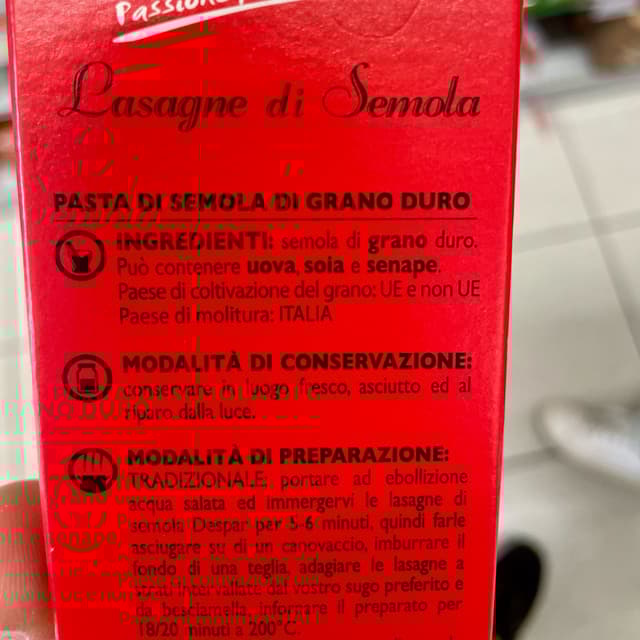 Passione
Lasagne di Semola
PASTA DI SEMOLA DI GRANO DURO
INGREDIENTI: semola di grano duro.
Può contenere uova, soia e senape.
Paese di coltivazione del grano: UE e non UE
Paese di molitura: ITALIA
MODALITÀ DI CONSERVAZIONE:
conservare in luogo fresco, asciutto ed al
riparo dalla luce.
MODALITÀ DI PREPARAZIONE:
TRADIZIONALE: portare ad ebollizione
acqua salata ed immergervi le lasagne di
semola Despar per 5-6 minuti, quindi farle
asciugare su di un canovaccio, imburrare il
fondo di una teglia, adagiare le lasagne a
strati intervallate dal vostro sugo preferito e
da besciamella, infornare il preparato per
18/20 minuti a 200°C.